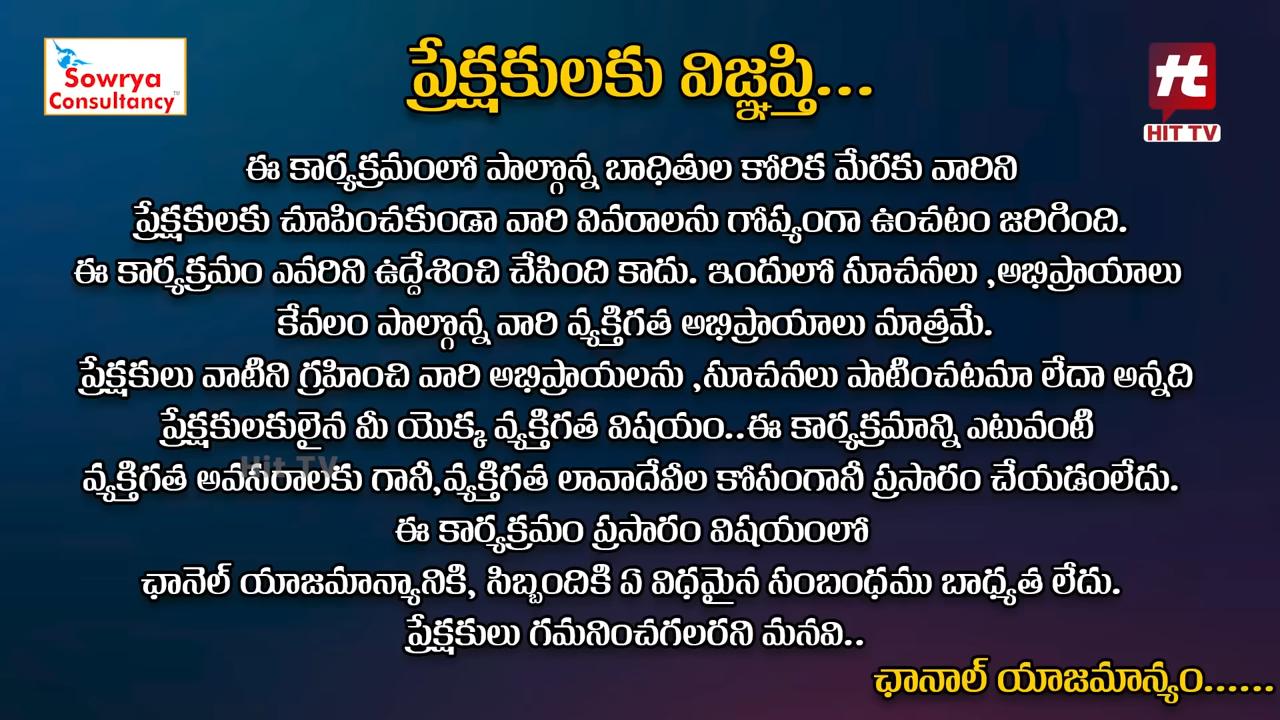 Sowrya
Consultancy
TM
ప్రేక్షకులకు విజ్ఞప్తి...
HIT TV
ఈ కార్యక్రమంలో పాల్గొన్న బాధితుల కోరిక మేరకు వారిని
ప్రేక్షకులకు చూపించకుండా వారి వివరాలను గోప్యంగా ఉంచటం జరిగింది.
ఈ కార్యక్రమం ఎవరిని ఉద్దేశించి చేసింది కాదు. ఇందులో సూచనలు ,అభిప్రాయాలు
కేవలం పాల్గొన్న వారి వ్యక్తిగత అభిప్రాయాలు మాత్రమే.
ప్రేక్షకులు వాటిని గ్రహించి వారి అభిప్రాయలను ,సూచనలు పాటించటమా లేదా అన్నది
ప్రేక్షకులకులైన మీ యొక్క వ్యక్తిగత విషయం..ఈ కార్యక్రమాన్ని ఎటువంటి
Hit TV
వ్యక్తిగత అవసరాలకు గానీ,వ్యక్తిగత లావాదేవీల కోసంగానీ ప్రసారం చేయడంలేదు.
ఈ కార్యక్రమం ప్రసారం విషయంలో
ఛానెల్ యాజమాన్యానికి, సిబ్బందికి ఏ విధమైన సంబంధము బాధ్యత లేదు.
ప్రేక్షకులు గమనించగలరని మనవి..
ఛానాల్ యాజమాన్యం......